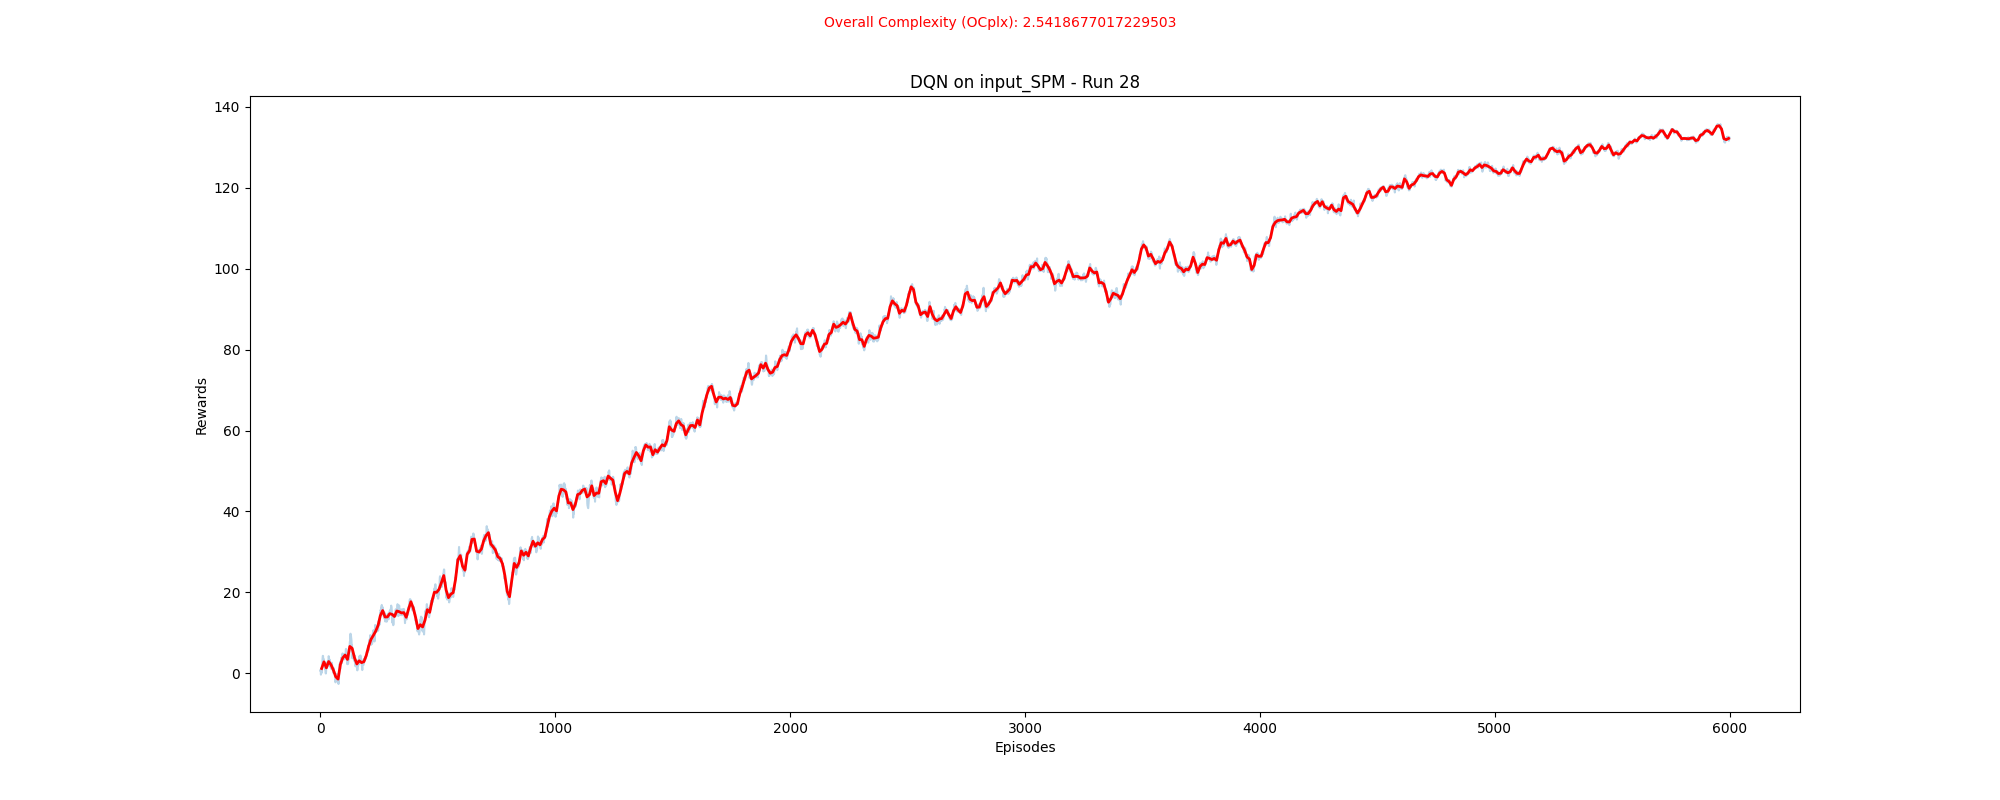 Overall Complexity (OCplx): 2.5418677017229503
DQN on input_SPM - Run 28
140
120
100
80
60
40
20
0
Rewards
0 1000 2000 3000 4000 5000 6000
Episodes